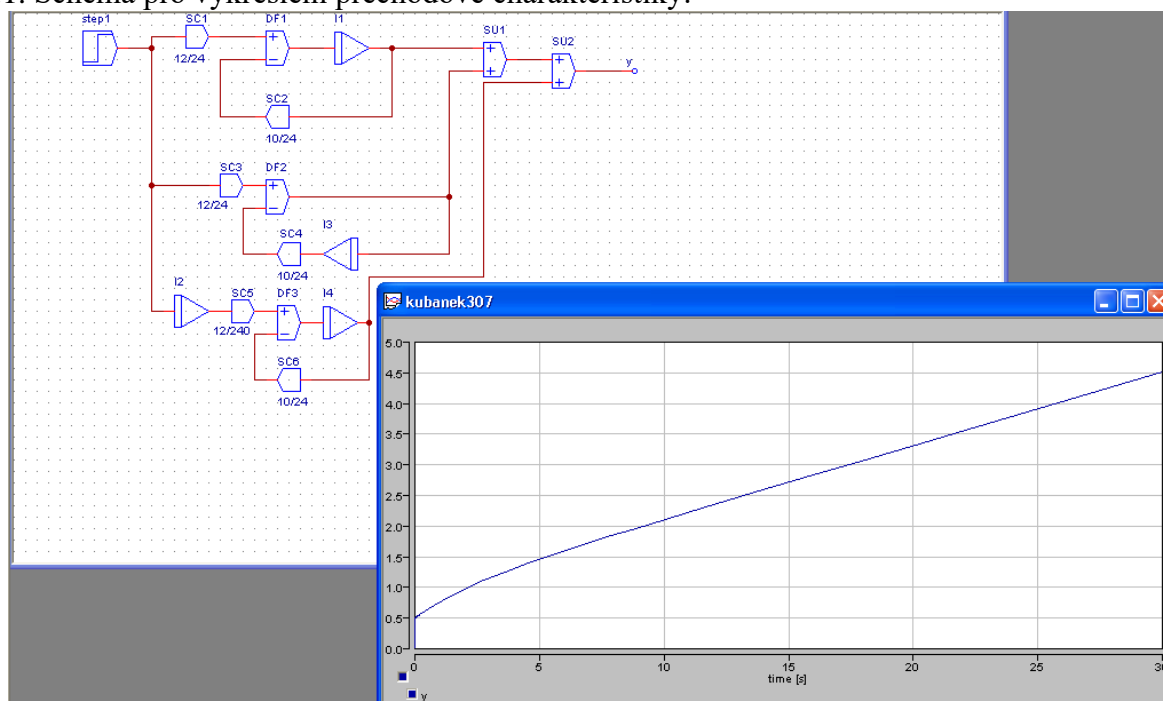 1. Schéma pro vykreslení přechodové charakteristiky:
step1 SC1 DF1 I1 SU1 SU2 y
12/24
SC2
10/24
SC3 DF2
12/24
SC4 I3
10/24
I2 SC5 DF3 I4
12/240
SC6
10/24
kubanek307
5.0
4.5
4.0
3.5
3.0
2.5
2.0
1.5
1.0
0.5
0.0
0 5 10 15 20 25 30
time [s]
y